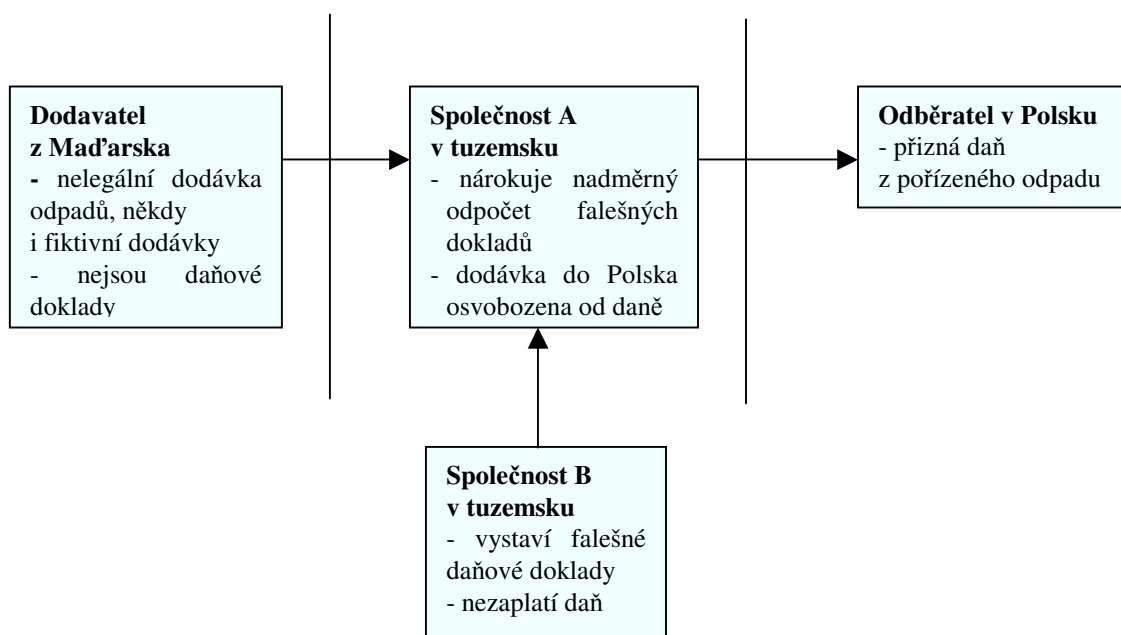 Dodavatel
z Maďarska
- nelegální dodávka
odpadů, někdy
i fiktivní dodávky
- nejsou daňové
doklady
Společnost A
v tuzemsku
- nárokuje nadměrný
odpočet falešných
dokladů
- dodávka do Polska
osvobozena od daně
Odběratel v Polsku
- přizná daň
z pořízeného odpadu
Společnost B
v tuzemsku
- vystaví falešné
daňové doklady
- nezaplatí daň